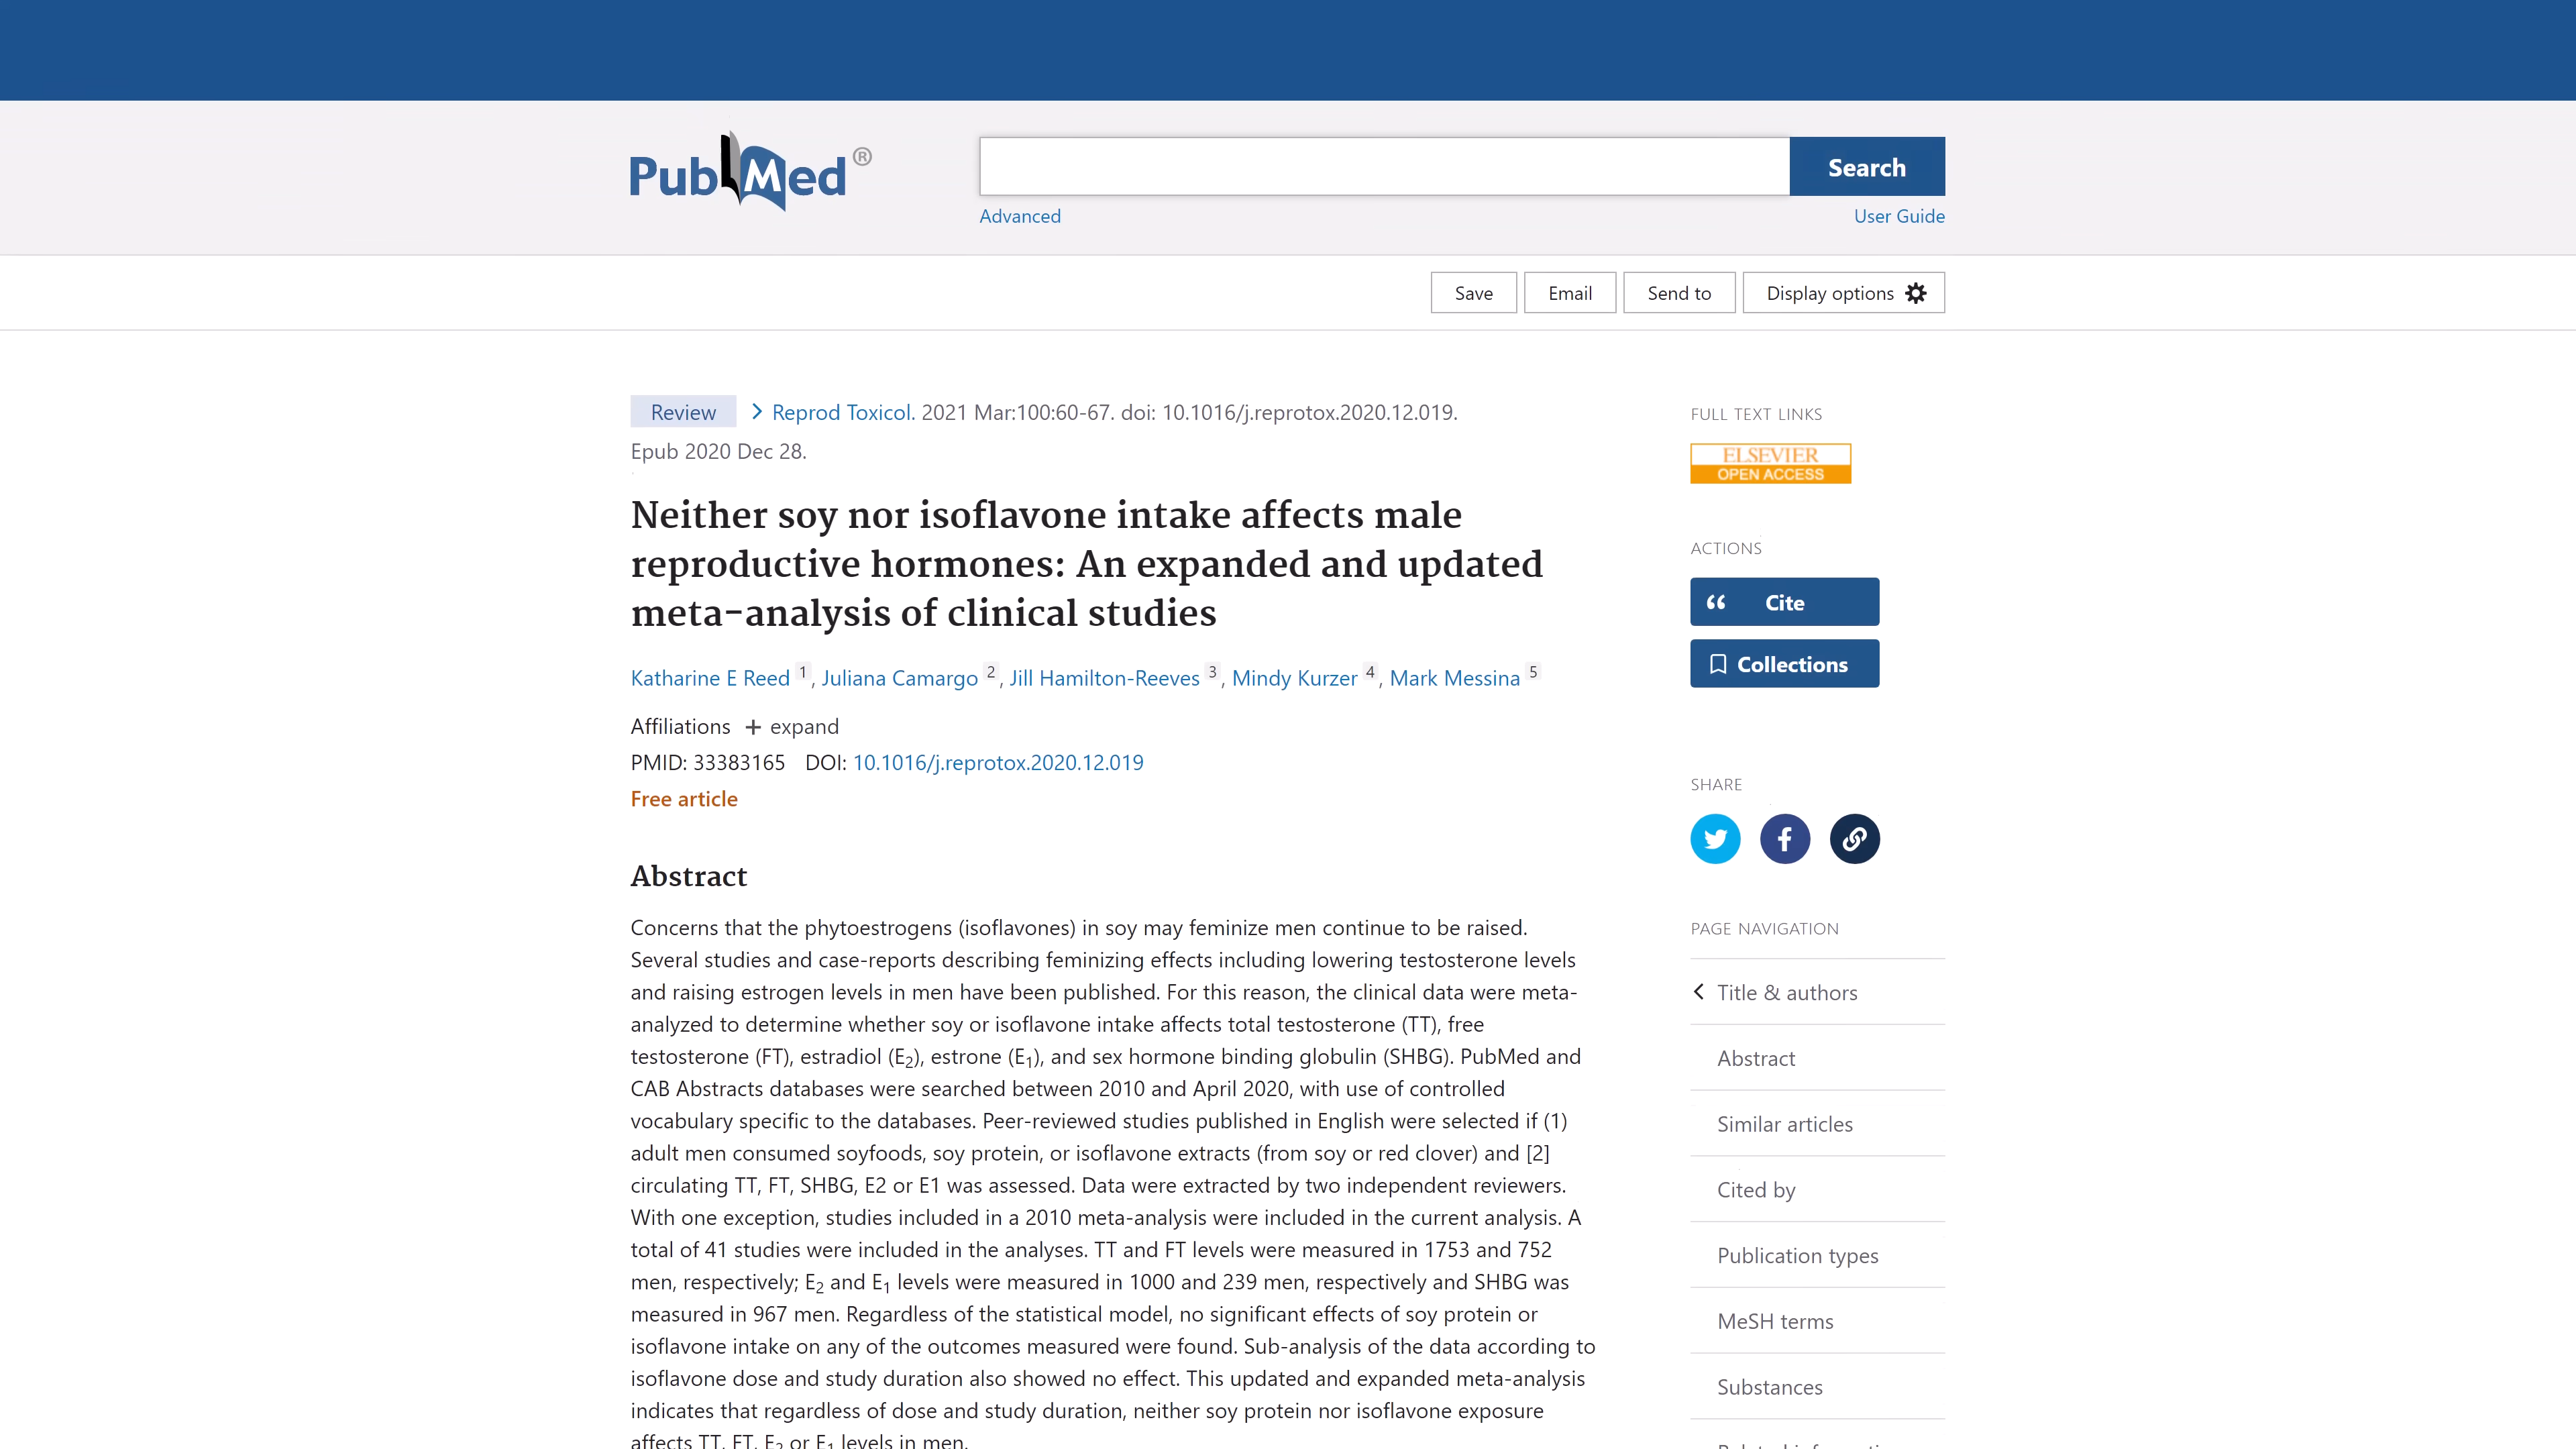 PubMed ®
Search
Advanced
User Guide
Save
Email
Send to
Display options
Review
Reprod Toxicol. 2021 Mar:100:60-67. doi: 10.1016/j.reprotox.2020.12.019.
Epub 2020 Dec 28.
Neither soy nor isoflavone intake affects male
reproductive hormones: An expanded and updated
meta-analysis of clinical studies
Katharine E Reed 1, Juliana Camargo 2, Jill Hamilton-Reeves 3, Mindy Kurzer 4, Mark Messina 5
Affiliations + expand
PMID: 33383165 DOI: 10.1016/j.reprotox.2020.12.019
Free article
Abstract
Concerns that the phytoestrogens (isoflavones) in soy may feminize men continue to be raised.
Several studies and case-reports describing feminizing effects including lowering testosterone levels
and raising estrogen levels in men have been published. For this reason, the clinical data were meta-
analyzed to determine whether soy or isoflavone intake affects total testosterone (TT), free
testosterone (FT), estradiol (E2), estrone (E1), and sex hormone binding globulin (SHBG). PubMed and
CAB Abstracts databases were searched between 2010 and April 2020, with use of controlled
vocabulary specific to the databases. Peer-reviewed studies published in English were selected if (1)
adult men consumed soyfoods, soy protein, or isoflavone extracts (from soy or red clover) and [2]
circulating TT, FT, SHBG, E2 or E1 was assessed. Data were extracted by two independent reviewers.
With one exception, studies included in a 2010 meta-analysis were included in the current analysis. A
total of 41 studies were included in the analyses. TT and FT levels were measured in 1753 and 752
men, respectively; E2 and E1 levels were measured in 1000 and 239 men, respectively and SHBG was
measured in 967 men. Regardless of the statistical model, no significant effects of soy protein or
isoflavone intake on any of the outcomes measured were found. Sub-analysis of the data according to
isoflavone dose and study duration also showed no effect. This updated and expanded meta-analysis
indicates that regardless of dose and study duration, neither soy protein nor isoflavone exposure
affects TT, FT, E2 or E1 levels in men.
FULL TEXT LINKS
ELSEVIER
OPEN ACCESS
ACTIONS
Cite
Collections
SHARE
PAGE NAVIGATION
Title & authors
Abstract
Similar articles
Cited by
Publication types
MeSH terms
Substances